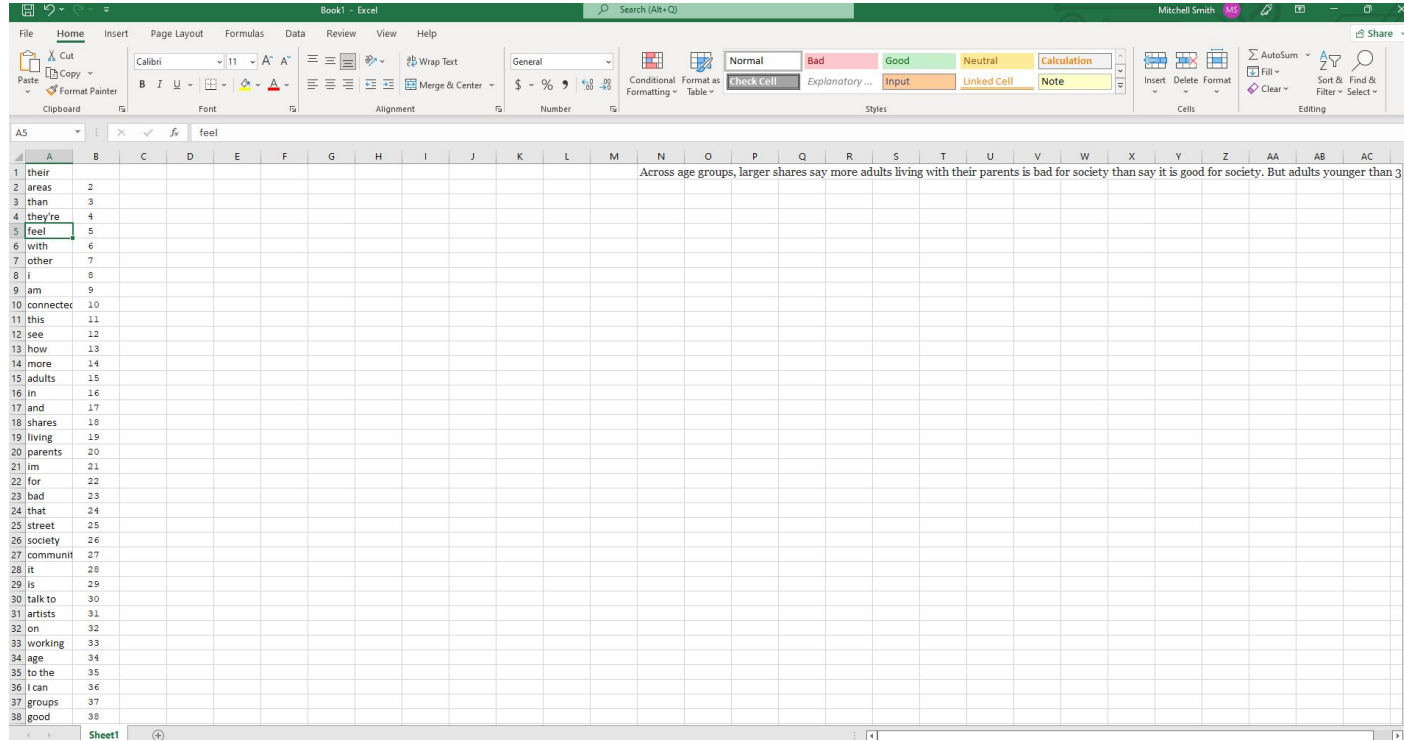 Book1 - Excel
Search (Alt+Q)
Mitchell Smith MS
File Home Insert Page Layout Formulas Data Review View Help Share
Cut Calibri 11 A^ A˅ Wrap Text General Normal Bad Good Neutral Calculation AutoSum
Paste Copy Conditional Format as Insert Delete Format Fill Sort & Find &
Format Painter B I U A Merge & Center $ % , Formatting Table Check Cell Explanatory ... Input Linked Cell Note Clear Filter Select
Clipboard Font Alignment Number Styles Cells Editing
A5 fx feel
A B C D E F G H I J K L M N O P Q R S T U V W X Y Z AA AB AC
1 their Across age groups, larger shares say more adults living with their parents is bad for society than say it is good for society. But adults younger than 3
2 areas 2
3 than 3
4 they're 4
5 feel 5
6 with 6
7 other 7
8 i 8
9 am 9
10 connected 10
11 this 11
12 see 12
13 how 13
14 more 14
15 adults 15
16 in 16
17 and 17
18 shares 18
19 living 19
20 parents 20
21 im 21
22 for 22
23 bad 23
24 that 24
25 street 25
26 society 26
27 communit 27
28 it 28
29 is 29
30 talk to 30
31 artists 31
32 on 32
33 working 33
34 age 34
35 to the 35
36 I can 36
37 groups 37
38 good 38
Sheet1